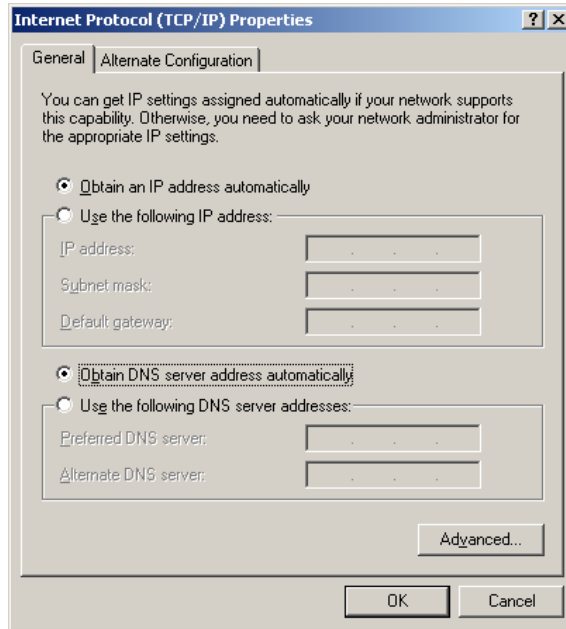 Internet Protocol (TCP/IP) Properties
General
Alternate Configuration
You can get IP settings assigned automatically if your network supports
this capability. Otherwise, you need to ask your network administrator for
the appropriate IP settings.
Obtain an IP address automatically
Use the following IP address:
IP address:
Subnet mask:
Default gateway:
Obtain DNS server address automatically
Use the following DNS server addresses:
Preferred DNS server:
Alternate DNS server:
Advanced...
OK
Cancel